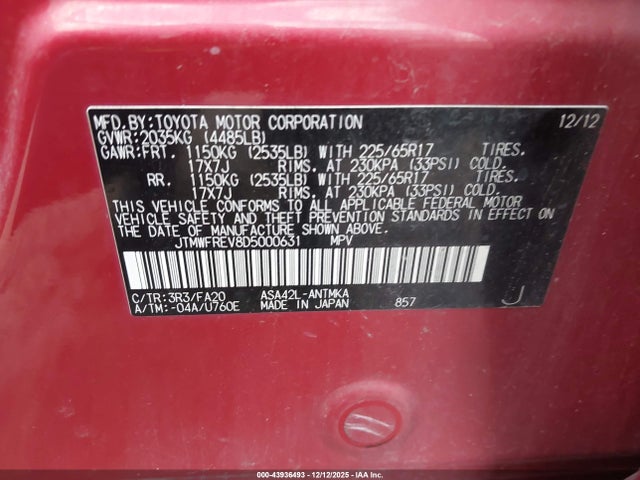 MFD. BY: TOYOTA MOTOR CORPORATION 12/12
GVWR: 2035KG (4485LB)
GAWR: FRT. 1150KG (2535LB) WITH 225/65R17 TIRES.
17X7J RIMS. AT 230KPA (33PSI) COLD.
RR. 1150KG (2535LB) WITH 225/65R17 TIRES.
17X7J RIMS. AT 230KPA (33PSI) COLD.
THIS VEHICLE CONFORMS TO ALL APPLICABLE FEDERAL MOTOR
VEHICLE SAFETY AND THEFT PREVENTION STANDARDS IN EFFECT ON
THE DATE OF MANUFACTURE SHOWN ABOVE.
JTMWFREV8D5000631 MPV
C/TR: 3R3/FA20 ASA42L-ANTMKA
A/TM: -04A/U760E MADE IN JAPAN 857 J
000-43936493 - 12/12/2025 - IAA Inc.